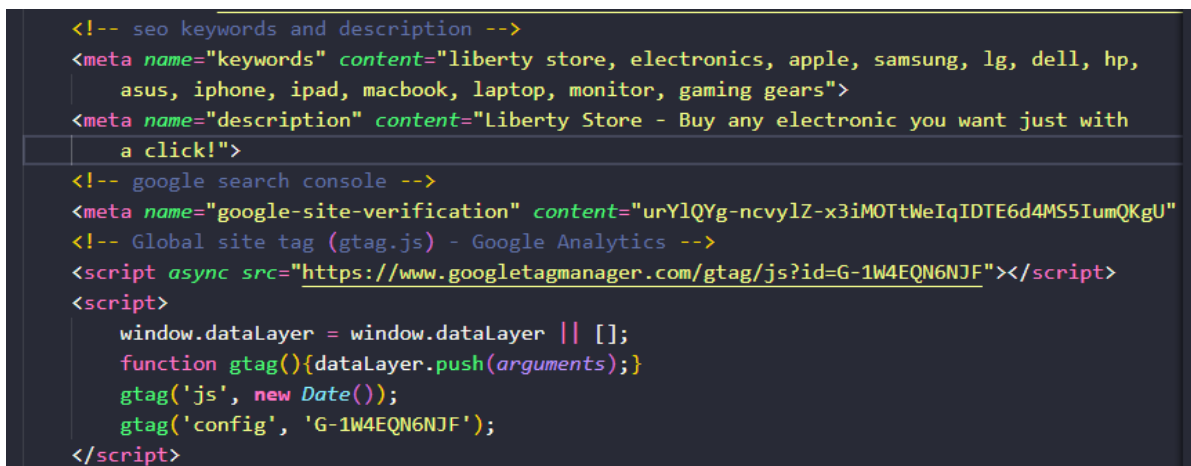 <!-- seo keywords and description -->
<meta name="keywords" content="liberty store, electronics, apple, samsung, lg, dell, hp,
asus, iphone, ipad, macbook, laptop, monitor, gaming gears">
<meta name="description" content="Liberty Store - Buy any electronic you want just with
a click!">
<!-- google search console -->
<meta name="google-site-verification" content="urYlQYg-ncvylZ-x3iMOTtWeIqIDTE6d4MS5IumQKgU"
<!-- Global site tag (gtag.js) - Google Analytics -->
<script async src="https://www.googletagmanager.com/gtag/js?id=G-1W4EQN6NJF"></script>
<script>
window.dataLayer = window.dataLayer || [];
function gtag(){dataLayer.push(arguments);}
gtag('js', new Date());
gtag('config', 'G-1W4EQN6NJF');
</script>